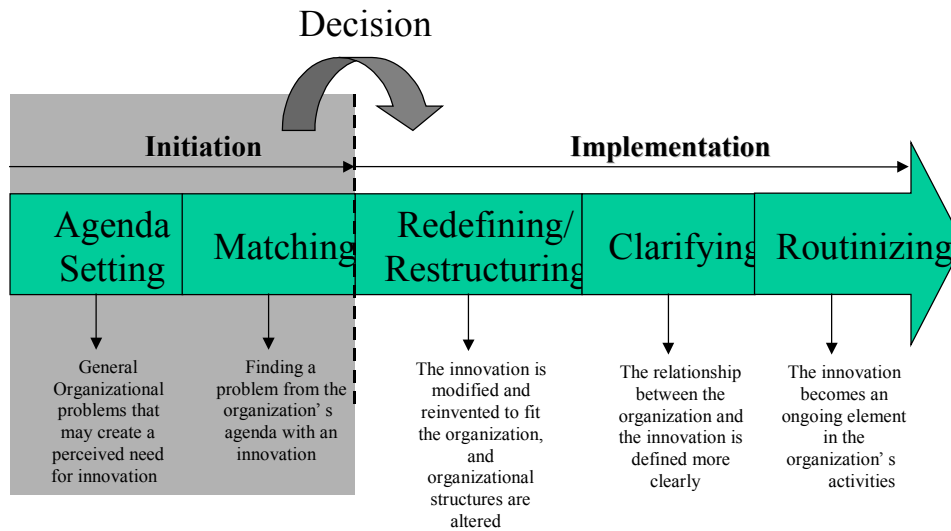 Decision
Initiation
Implementation
Agenda
Setting
Matching
Redefining/
Restructuring
Clarifying
Routinizing
General
Organizational
problems that
may create a
perceived need
for innovation
Finding a
problem from the
organization’ s
agenda with an
innovation
The innovation is
modified and
reinvented to fit
the organization,
and
organizational
structures are
altered
The relationship
between the
organization and
the innovation is
defined more
clearly
The innovation
becomes an
ongoing element
in the
organization’ s
activities